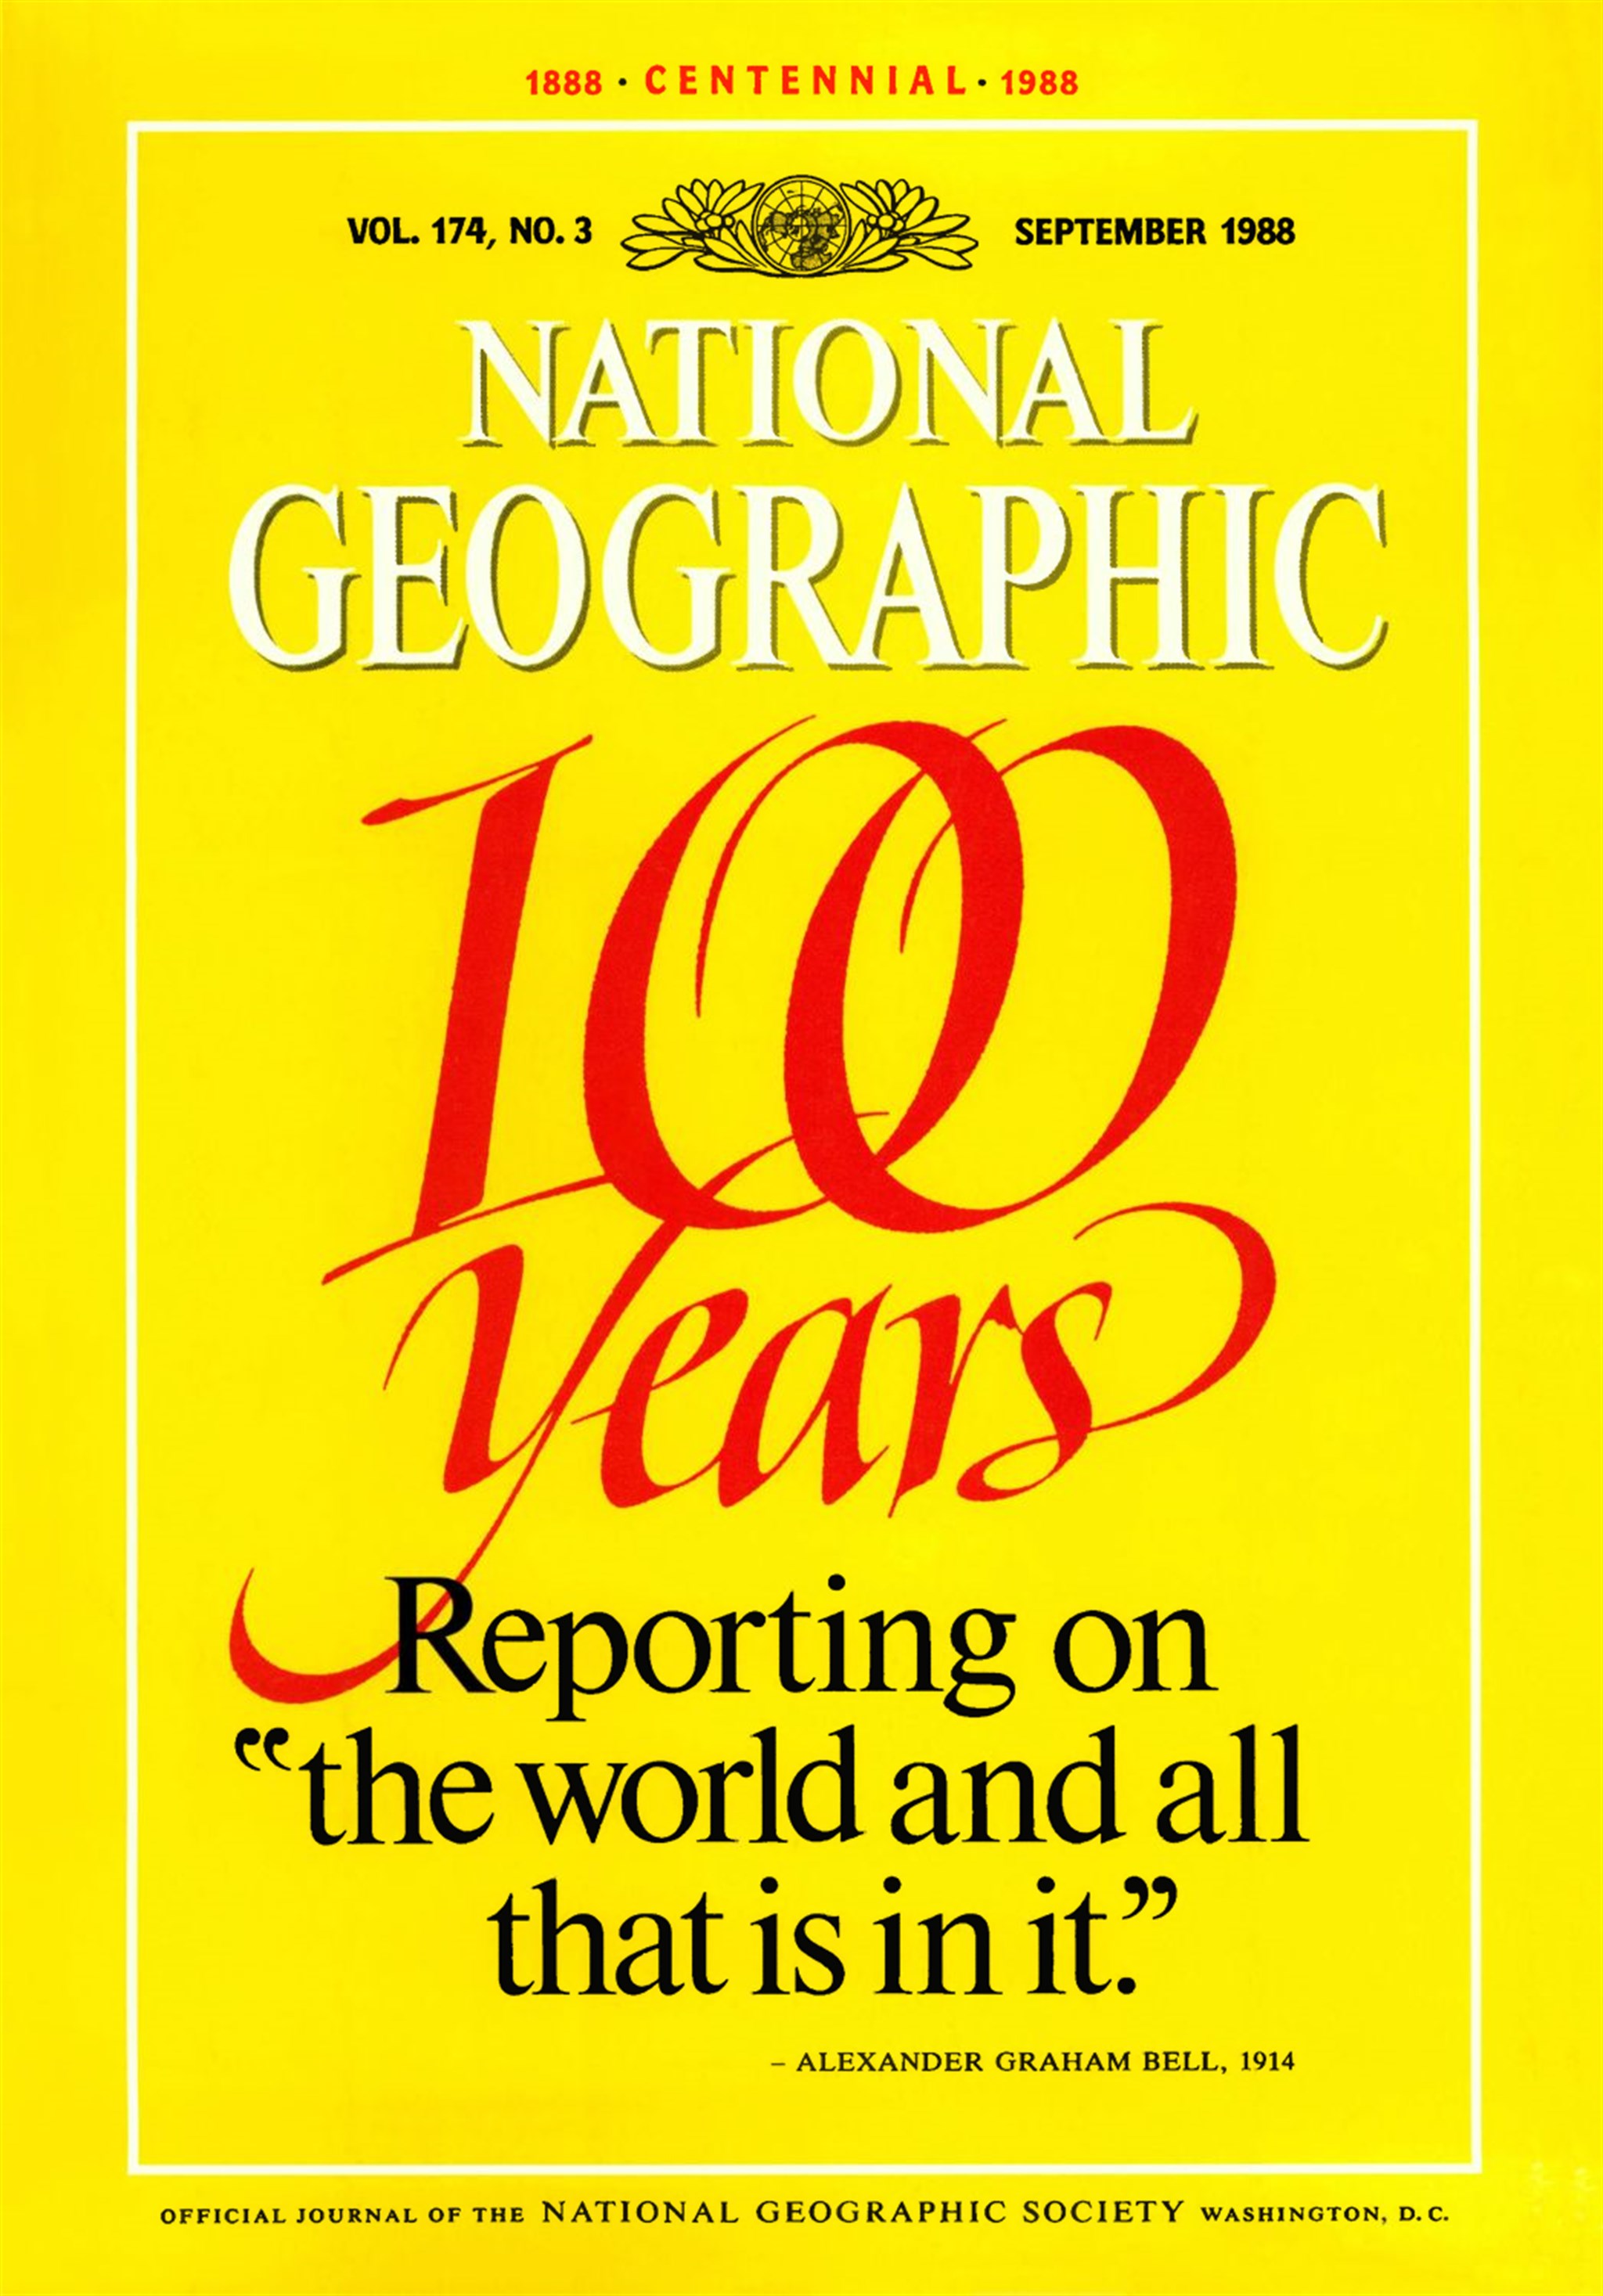 1888 · CENTENNIAL · 1988
VOL. 174, NO. 3 SEPTEMBER 1988
NATIONAL
GEOGRAPHIC
100
Years
Reporting on
“the world and all
that is in it.”
– ALEXANDER GRAHAM BELL, 1914
OFFICIAL JOURNAL OF THE NATIONAL GEOGRAPHIC SOCIETY WASHINGTON, D.C.